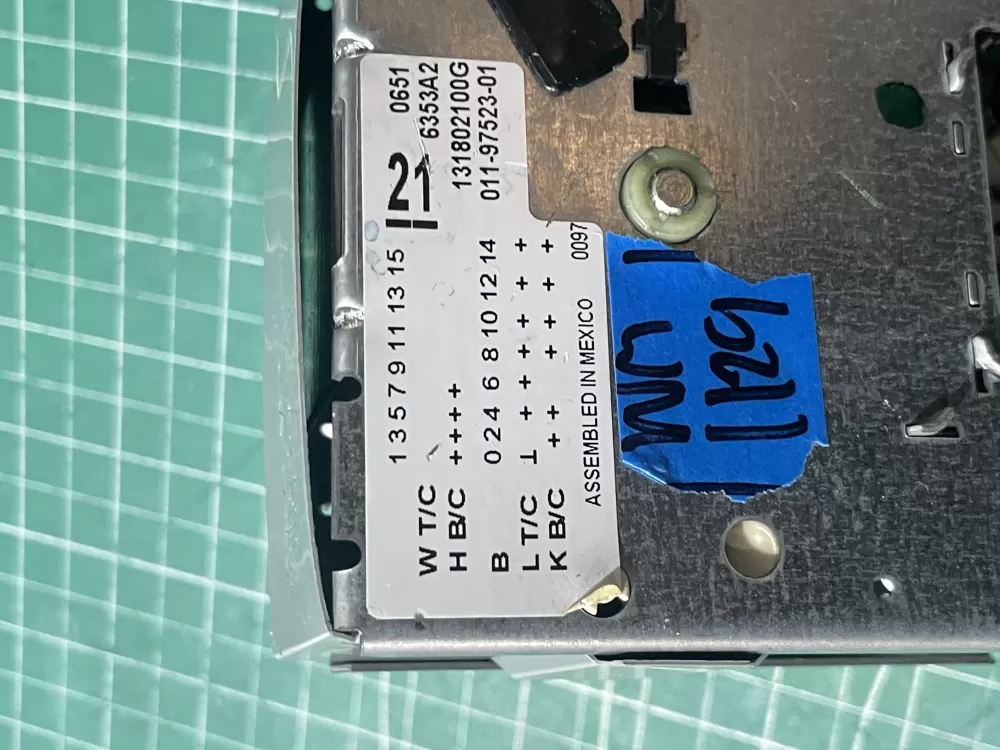 0651
21 6353A2
131802100G
011-97523-01
1 3 5 7 9 11 13 15
W T/C
H B/C + + + +
B 0 2 4 6 8 10 12 14
L T/C ⊥ + + + + + +
K B/C + + + + + +
ASSEMBLED IN MEXICO 0097